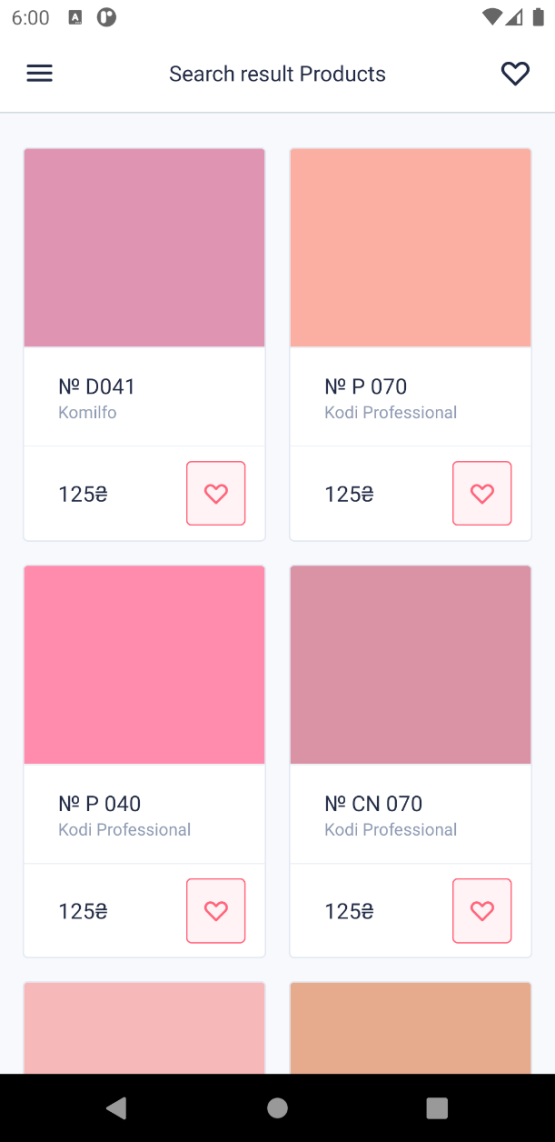 6:00
Search result Products
№ D041
Komilfo
125₴
№ P 070
Kodi Professional
125₴
№ P 040
Kodi Professional
125₴
№ CN 070
Kodi Professional
125₴